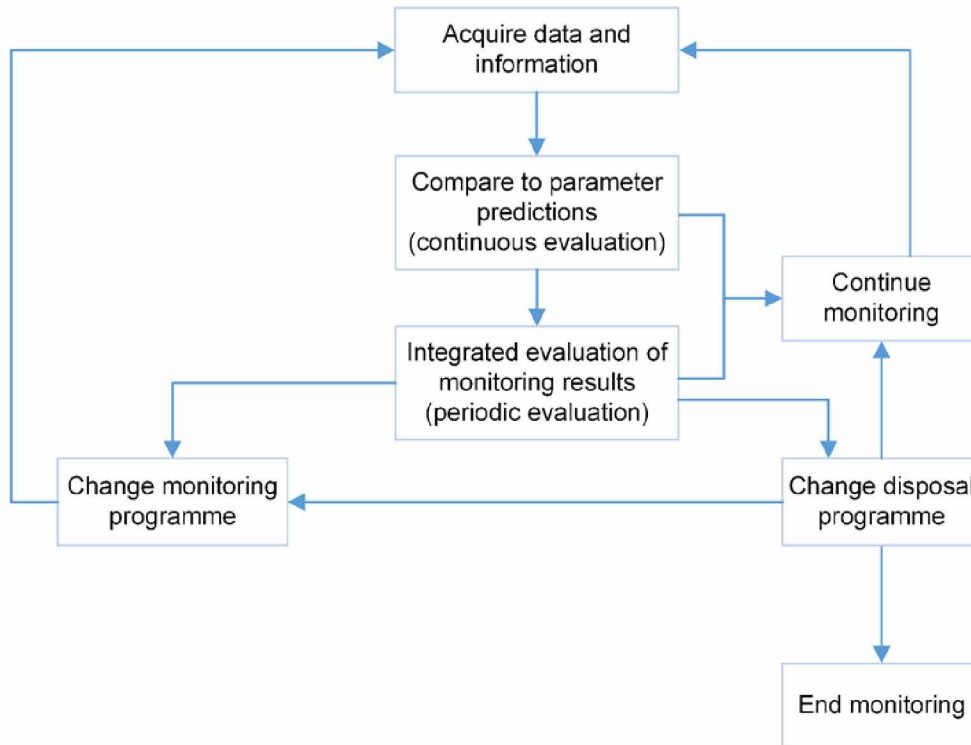 Acquire data and
information
Compare to parameter
predictions
(continuous evaluation)
Continue
monitoring
Integrated evaluation of
monitoring results
(periodic evaluation)
Change monitoring
programme
Change disposal
programme
End monitoring